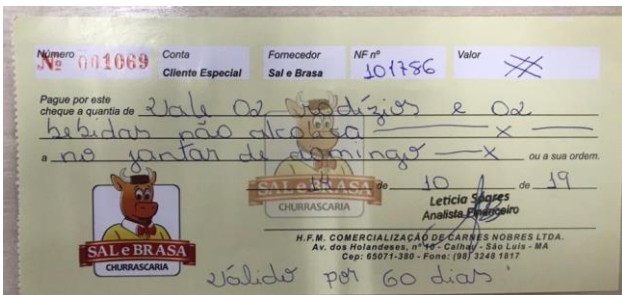 Número Conta Fornecedor NF nº Valor
Nº 001069 Cliente Especial Sal e Brasa 101786
Pague por este
cheque a quantia de Vale 02 rodízios e 02
bebidas não alcolica x
a no jantar de domingo x ou a sua ordem.
14 de 10 de 19
SAL e BRASA
CHURRASCARIA
Leticia Soares
Analista Financeiro
SAL e BRASA
CHURRASCARIA
H.F.M. COMERCIALIZAÇÃO DE CARNES NOBRES LTDA.
Av. dos Holandeses, nº 10 - Calhau - São Luís - MA
Cep: 65071-380 - Fone: (98) 3248 1817
Válido por 60 dias